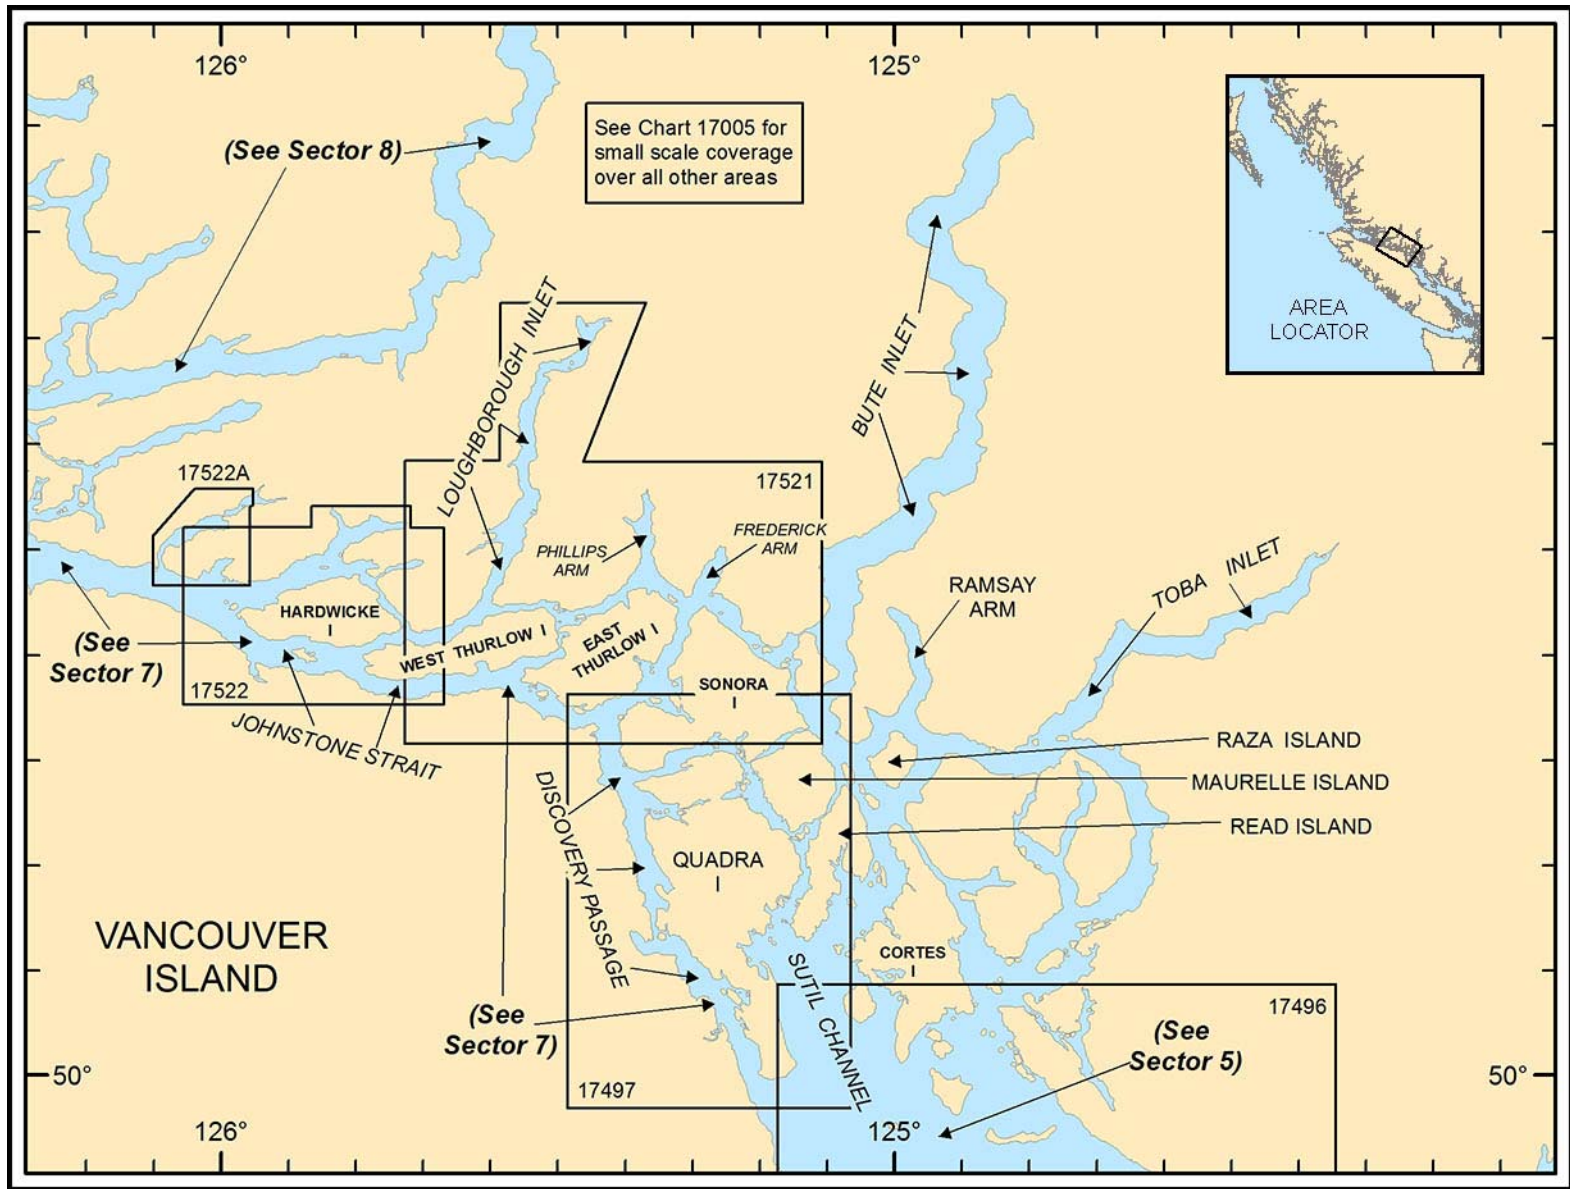 126°
125°
(See Sector 8)
See Chart 17005 for
small scale coverage
over all other areas
AREA
LOCATOR
LOUGHBOROUGH INLET
BUTE INLET
17522A
17521
PHILLIPS
ARM
FREDERICK
ARM
RAMSAY
ARM
TOBA INLET
HARDWICKE
I
(See
Sector 7)
WEST THURLOW I
EAST
THURLOW I
17522
SONORA
I
JOHNSTONE STRAIT
RAZA ISLAND
MAURELLE ISLAND
READ ISLAND
DISCOVERY PASSAGE
QUADRA
I
VANCOUVER
ISLAND
CORTES
I
SUTIL CHANNEL
17496
(See
Sector 7)
(See
Sector 5)
50°
50°
17497
126°
125°